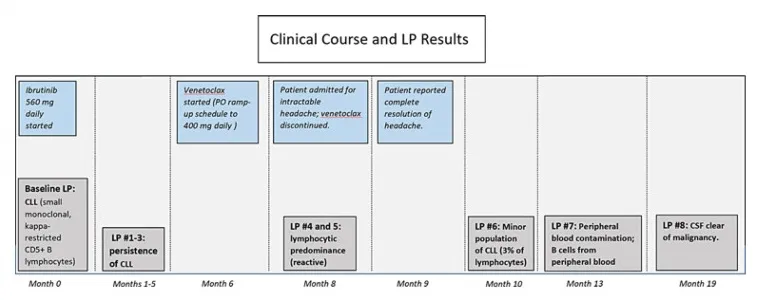 Clinical Course and LP Results
Ibrutinib
560 mg
daily
started
Venetoclax
started (PO ramp-
up schedule to
400 mg daily )
Patient admitted for
intractable
headache; venetoclax
discontinued.
Patient reported
complete
resolution of
headache.
Baseline LP:
CLL (small
monoclonal,
kappa-
restricted
CD5+ B
lymphocytes)
LP #1-3:
persistence
of CLL
LP #4 and 5:
lymphocytic
predominance
(reactive)
LP #6: Minor
population
of CLL (3% of
lymphocytes)
LP #7: Peripheral
blood contamination;
B cells from
peripheral blood
LP #8: CSF clear
of malignancy.
Month 0
Months 1-5
Month 6
Month 8
Month 9
Month 10
Month 13
Month 19